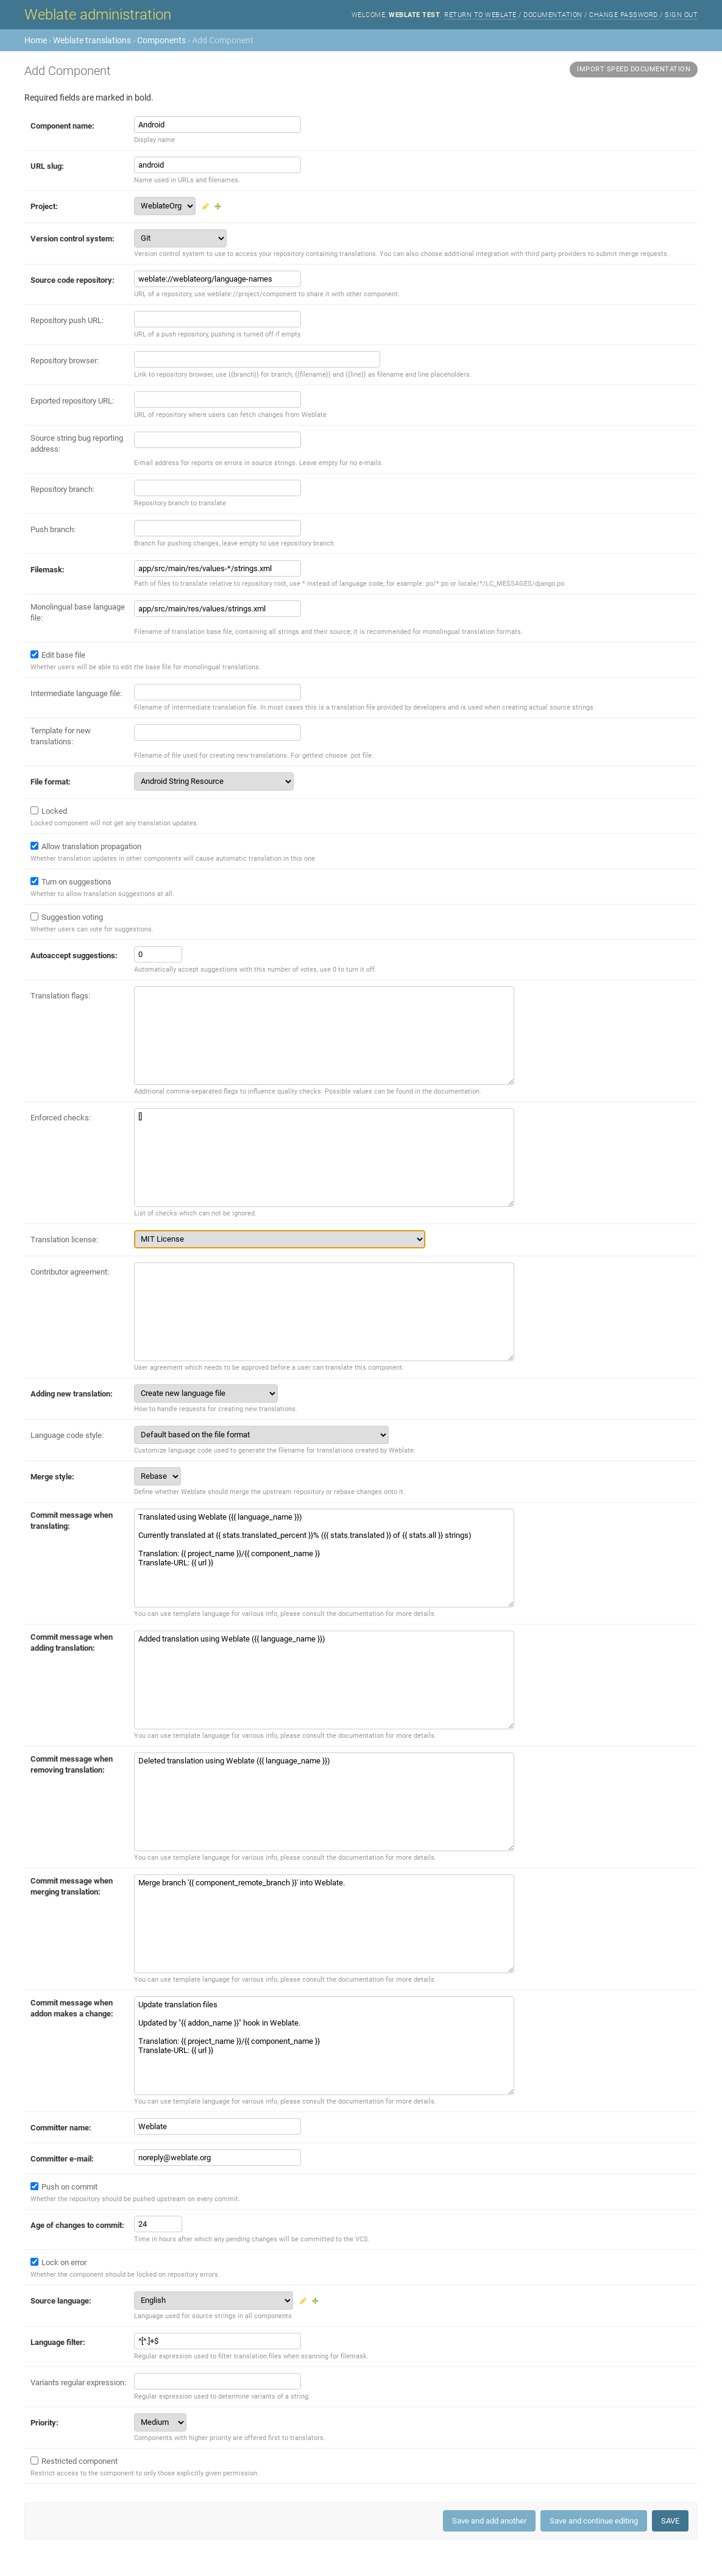 Weblate administration
WELCOME, WEBLATE TEST. RETURN TO WEBLATE / DOCUMENTATION / CHANGE PASSWORD / SIGN OUT
Home › Weblate translations › Components › Add Component
Add Component
IMPORT SPEED DOCUMENTATION
Required fields are marked in bold.
Component name:
Android
Display name
URL slug:
android
Name used in URLs and filenames.
Project:
WeblateOrg
Version control system:
Git
Version control system to use to access your repository containing translations. You can also choose additional integration with third party providers to submit merge requests.
Source code repository:
weblate://weblateorg/language-names
URL of a repository, use weblate://project/component to share it with other component.
Repository push URL:
URL of a push repository, pushing is turned off if empty.
Repository browser:
Link to repository browser, use {{branch}} for branch, {{filename}} and {{line}} as filename and line placeholders.
Exported repository URL:
URL of repository where users can fetch changes from Weblate
Source string bug reporting
address:
E-mail address for reports on errors in source strings. Leave empty for no e-mails.
Repository branch:
Repository branch to translate
Push branch:
Branch for pushing changes, leave empty to use repository branch
Filemask:
app/src/main/res/values-*/strings.xml
Path of files to translate relative to repository root, use * instead of language code, for example: po/*.po or locale/*/LC_MESSAGES/django.po.
Monolingual base language
file:
app/src/main/res/values/strings.xml
Filename of translation base file, containing all strings and their source; it is recommended for monolingual translation formats.
Edit base file
Whether users will be able to edit the base file for monolingual translations.
Intermediate language file:
Filename of intermediate translation file. In most cases this is a translation file provided by developers and is used when creating actual source strings.
Template for new
translations:
Filename of file used for creating new translations. For gettext choose .pot file.
File format:
Android String Resource
Locked
Locked component will not get any translation updates.
Allow translation propagation
Whether translation updates in other components will cause automatic translation in this one
Turn on suggestions
Whether to allow translation suggestions at all.
Suggestion voting
Whether users can vote for suggestions.
Autoaccept suggestions:
0
Automatically accept suggestions with this number of votes, use 0 to turn it off.
Translation flags:
Additional comma-separated flags to influence quality checks. Possible values can be found in the documentation.
Enforced checks:
[]
List of checks which can not be ignored.
Translation license:
MIT License
Contributor agreement:
User agreement which needs to be approved before a user can translate this component.
Adding new translation:
Create new language file
How to handle requests for creating new translations.
Language code style:
Default based on the file format
Customize language code used to generate the filename for translations created by Weblate.
Merge style:
Rebase
Define whether Weblate should merge the upstream repository or rebase changes onto it.
Commit message when
translating:
Translated using Weblate ({{ language_name }})
Currently translated at {{ stats.translated_percent }}% ({{ stats.translated }} of {{ stats.all }} strings)
Translation: {{ project_name }}/{{ component_name }}
Translate-URL: {{ url }}
You can use template language for various info, please consult the documentation for more details.
Commit message when
adding translation:
Added translation using Weblate ({{ language_name }})
You can use template language for various info, please consult the documentation for more details.
Commit message when
removing translation:
Deleted translation using Weblate ({{ language_name }})
You can use template language for various info, please consult the documentation for more details.
Commit message when
merging translation:
Merge branch '{{ component_remote_branch }}' into Weblate.
You can use template language for various info, please consult the documentation for more details.
Commit message when
addon makes a change:
Update translation files
Updated by "{{ addon_name }}" hook in Weblate.
Translation: {{ project_name }}/{{ component_name }}
Translate-URL: {{ url }}
You can use template language for various info, please consult the documentation for more details.
Committer name:
Weblate
Committer e-mail:
noreply@weblate.org
Push on commit
Whether the repository should be pushed upstream on every commit.
Age of changes to commit:
24
Time in hours after which any pending changes will be committed to the VCS.
Lock on error
Whether the component should be locked on repository errors.
Source language:
English
Language used for source strings in all components
Language filter:
^[^.]+$
Regular expression used to filter translation files when scanning for filemask.
Variants regular expression:
Regular expression used to determine variants of a string.
Priority:
Medium
Components with higher priority are offered first to translators.
Restricted component
Restrict access to the component to only those explicitly given permission.
Save and add another
Save and continue editing
SAVE